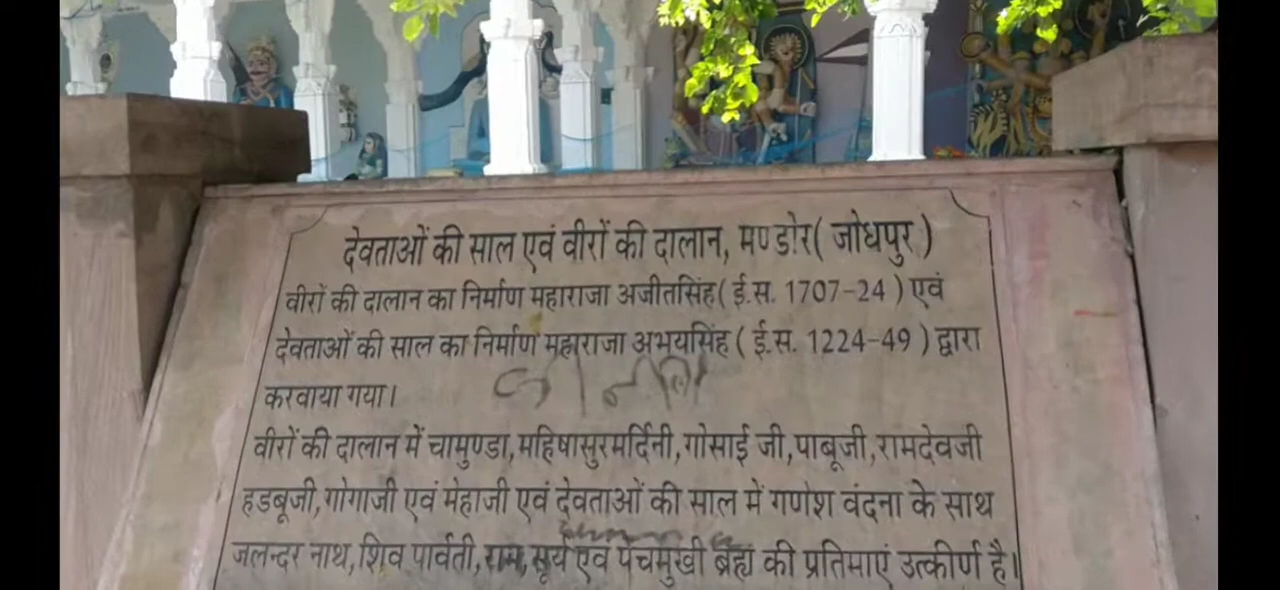 देवताओं की साल एवं वीरों की दालान, मण्डोर( जोधपुर )
वीरों की दालान का निर्माण महाराजा अजीतसिंह( ई.स. 1707-24 ) एवं
देवताओं की साल का निर्माण महाराजा अभयसिंह ( ई.स. 1224-49 ) द्वारा
करवाया गया।
वीरों की दालान में चामुण्डा, महिषासुरमर्दिनी, गोसाई जी, पाबूजी, रामदेवजी
हडबूजी, गोगाजी एवं मेहाजी एवं देवताओं की साल में गणेश वंदना के साथ
जलन्दर नाथ, शिव पार्वती, राम, सूर्य एवं पंचमुखी ब्रह्म की प्रतिमाएं उत्कीर्ण है।